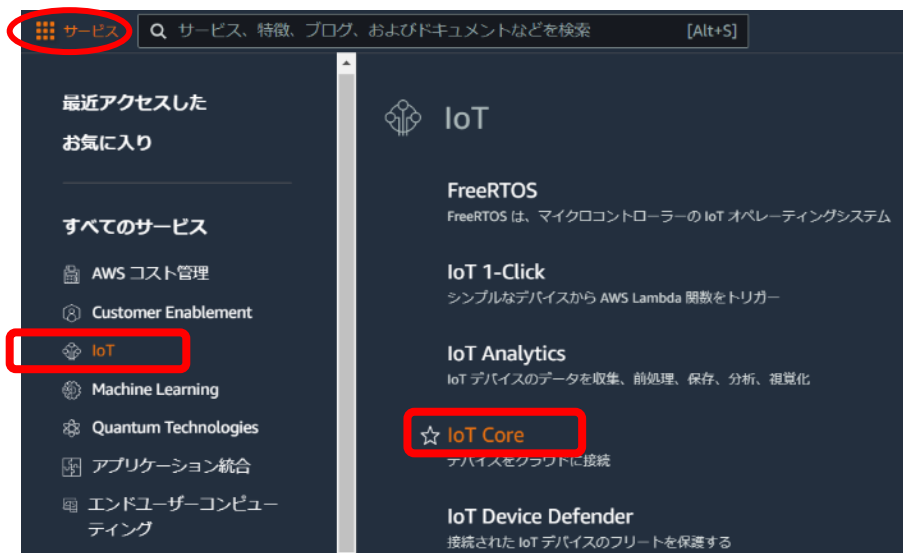 サービス
サービス、特徴、ブログ、およびドキュメントなどを検索 [Alt+S]
最近アクセスした
お気に入り
すべてのサービス
AWS コスト管理
Customer Enablement
IoT
Machine Learning
Quantum Technologies
アプリケーション統合
エンドユーザーコンピュー
ティング
IoT
FreeRTOS
FreeRTOS は、マイクロコントローラーの IoT オペレーティングシステム
IoT 1-Click
シンプルなデバイスから AWS Lambda 関数をトリガー
IoT Analytics
IoT デバイスのデータを収集、前処理、保存、分析、視覚化
IoT Core
デバイスをクラウドに接続
IoT Device Defender
接続された IoT デバイスのフリートを保護する